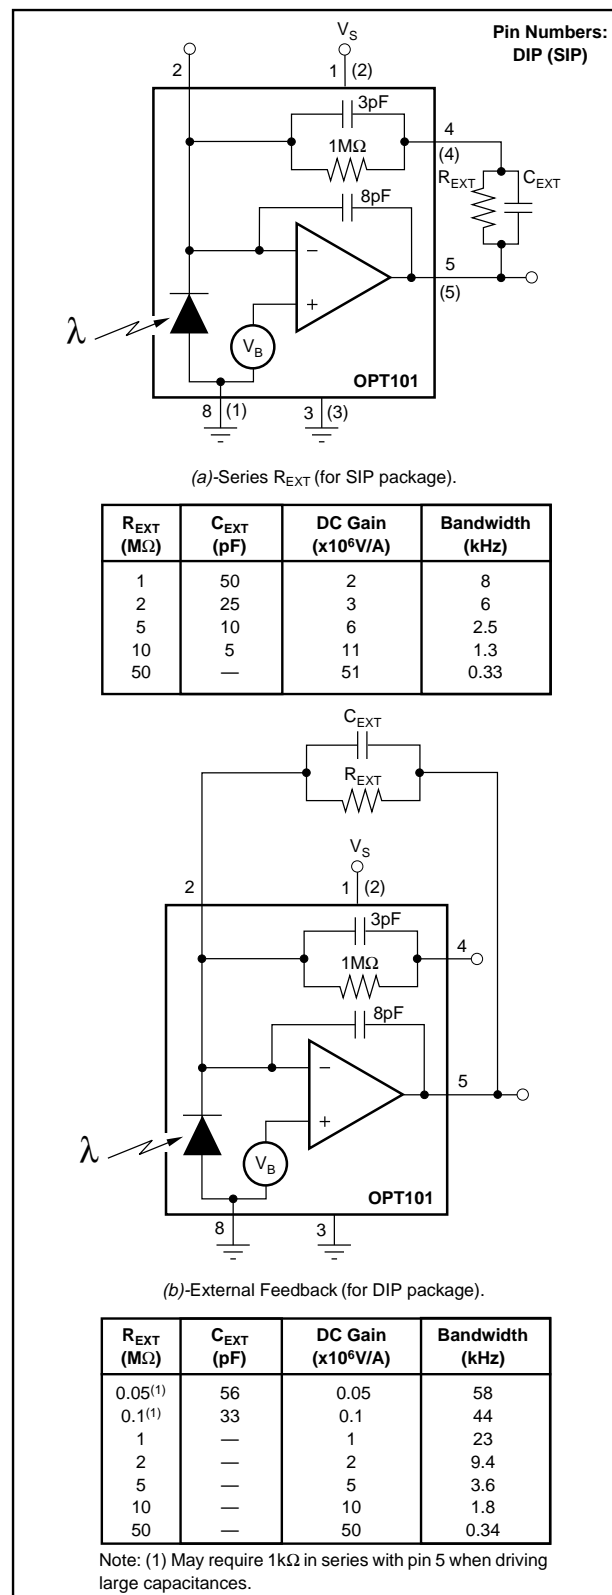 Pin Numbers:
DIP (SIP)
V_S
2
1 (2)
3pF
4
(4)
1MΩ
R_EXT
C_EXT
8pF
5
(5)
−
+
λ
V_B
OPT101
8 (1)
3 (3)
(a)-Series R_EXT (for SIP package).
R_EXT (MΩ) C_EXT (pF) DC Gain (x10⁶V/A) Bandwidth (kHz)
1 50 2 8
2 25 3 6
5 10 6 2.5
10 5 11 1.3
50 — 51 0.33
C_EXT
R_EXT
V_S
2
1 (2)
3pF
4
1MΩ
8pF
5
−
+
λ
V_B
OPT101
8
3
(b)-External Feedback (for DIP package).
R_EXT (MΩ) C_EXT (pF) DC Gain (x10⁶V/A) Bandwidth (kHz)
0.05⁽¹⁾ 56 0.05 58
0.1⁽¹⁾ 33 0.1 44
1 — 1 23
2 — 2 9.4
5 — 5 3.6
10 — 10 1.8
50 — 50 0.34
Note: (1) May require 1kΩ in series with pin 5 when driving
large capacitances.